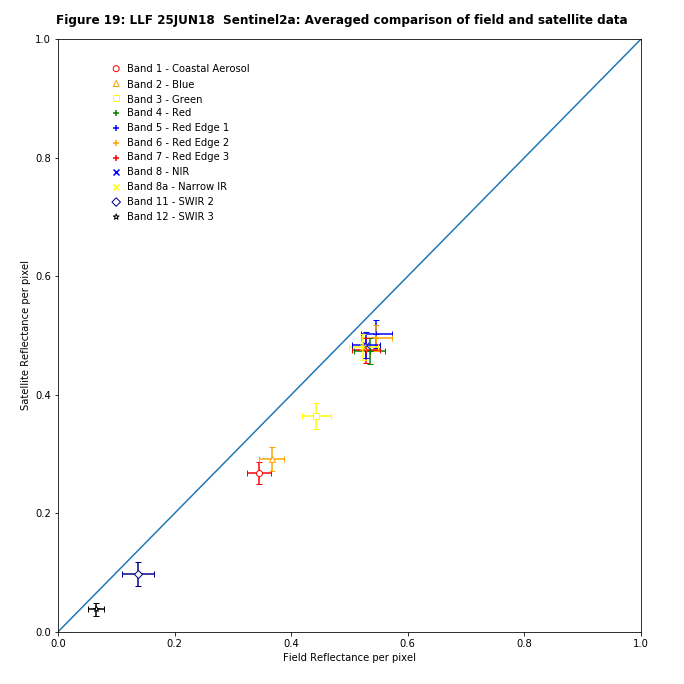 Figure 19: LLF 25JUN18  Sentinel2a: Averaged comparison of field and satellite data
1.0
Band 1 - Coastal Aerosol
Band 2 - Blue
Band 3 - Green
Band 4 - Red
Band 5 - Red Edge 1
Band 6 - Red Edge 2
Band 7 - Red Edge 3
Band 8 - NIR
Band 8a - Narrow IR
Band 11 - SWIR 2
Band 12 - SWIR 3
0.8
0.6
0.4
0.2
0.0
Satellite Reflectance per pixel
0.0 0.2 0.4 0.6 0.8 1.0
Field Reflectance per pixel